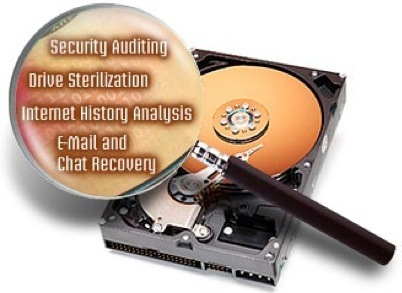 Security Auditing
Drive Sterilization
Internet History Analysis
E-Mail and
Chat Recovery